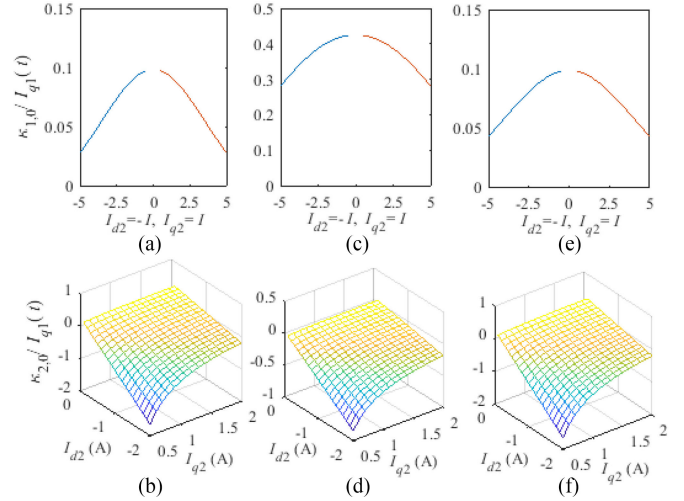 κ1,0/ Iq1(t)
0.15
0.1
0.05
0
-5 -2.5 0 2.5 5
Id2=- I, Iq2= I
(a)
0.5
0.4
0.3
0.2
0.1
0
-5 -2.5 0 2.5 5
Id2=- I, Iq2= I
(c)
0.15
0.1
0.05
0
-5 -2.5 0 2.5 5
Id2=- I, Iq2= I
(e)
κ2,0/ Iq1(t)
1
0
-1
-2
0
-1
-2
Id2 (A)
0.5
1
1.5
2
Iq2 (A)
(b)
0.5
0
-0.5
-1
0
-1
-2
Id2 (A)
0.5
1
1.5
2
Iq2 (A)
(d)
1
0
-1
-2
0
-1
-2
Id2 (A)
0.5
1
1.5
2
Iq2 (A)
(f)